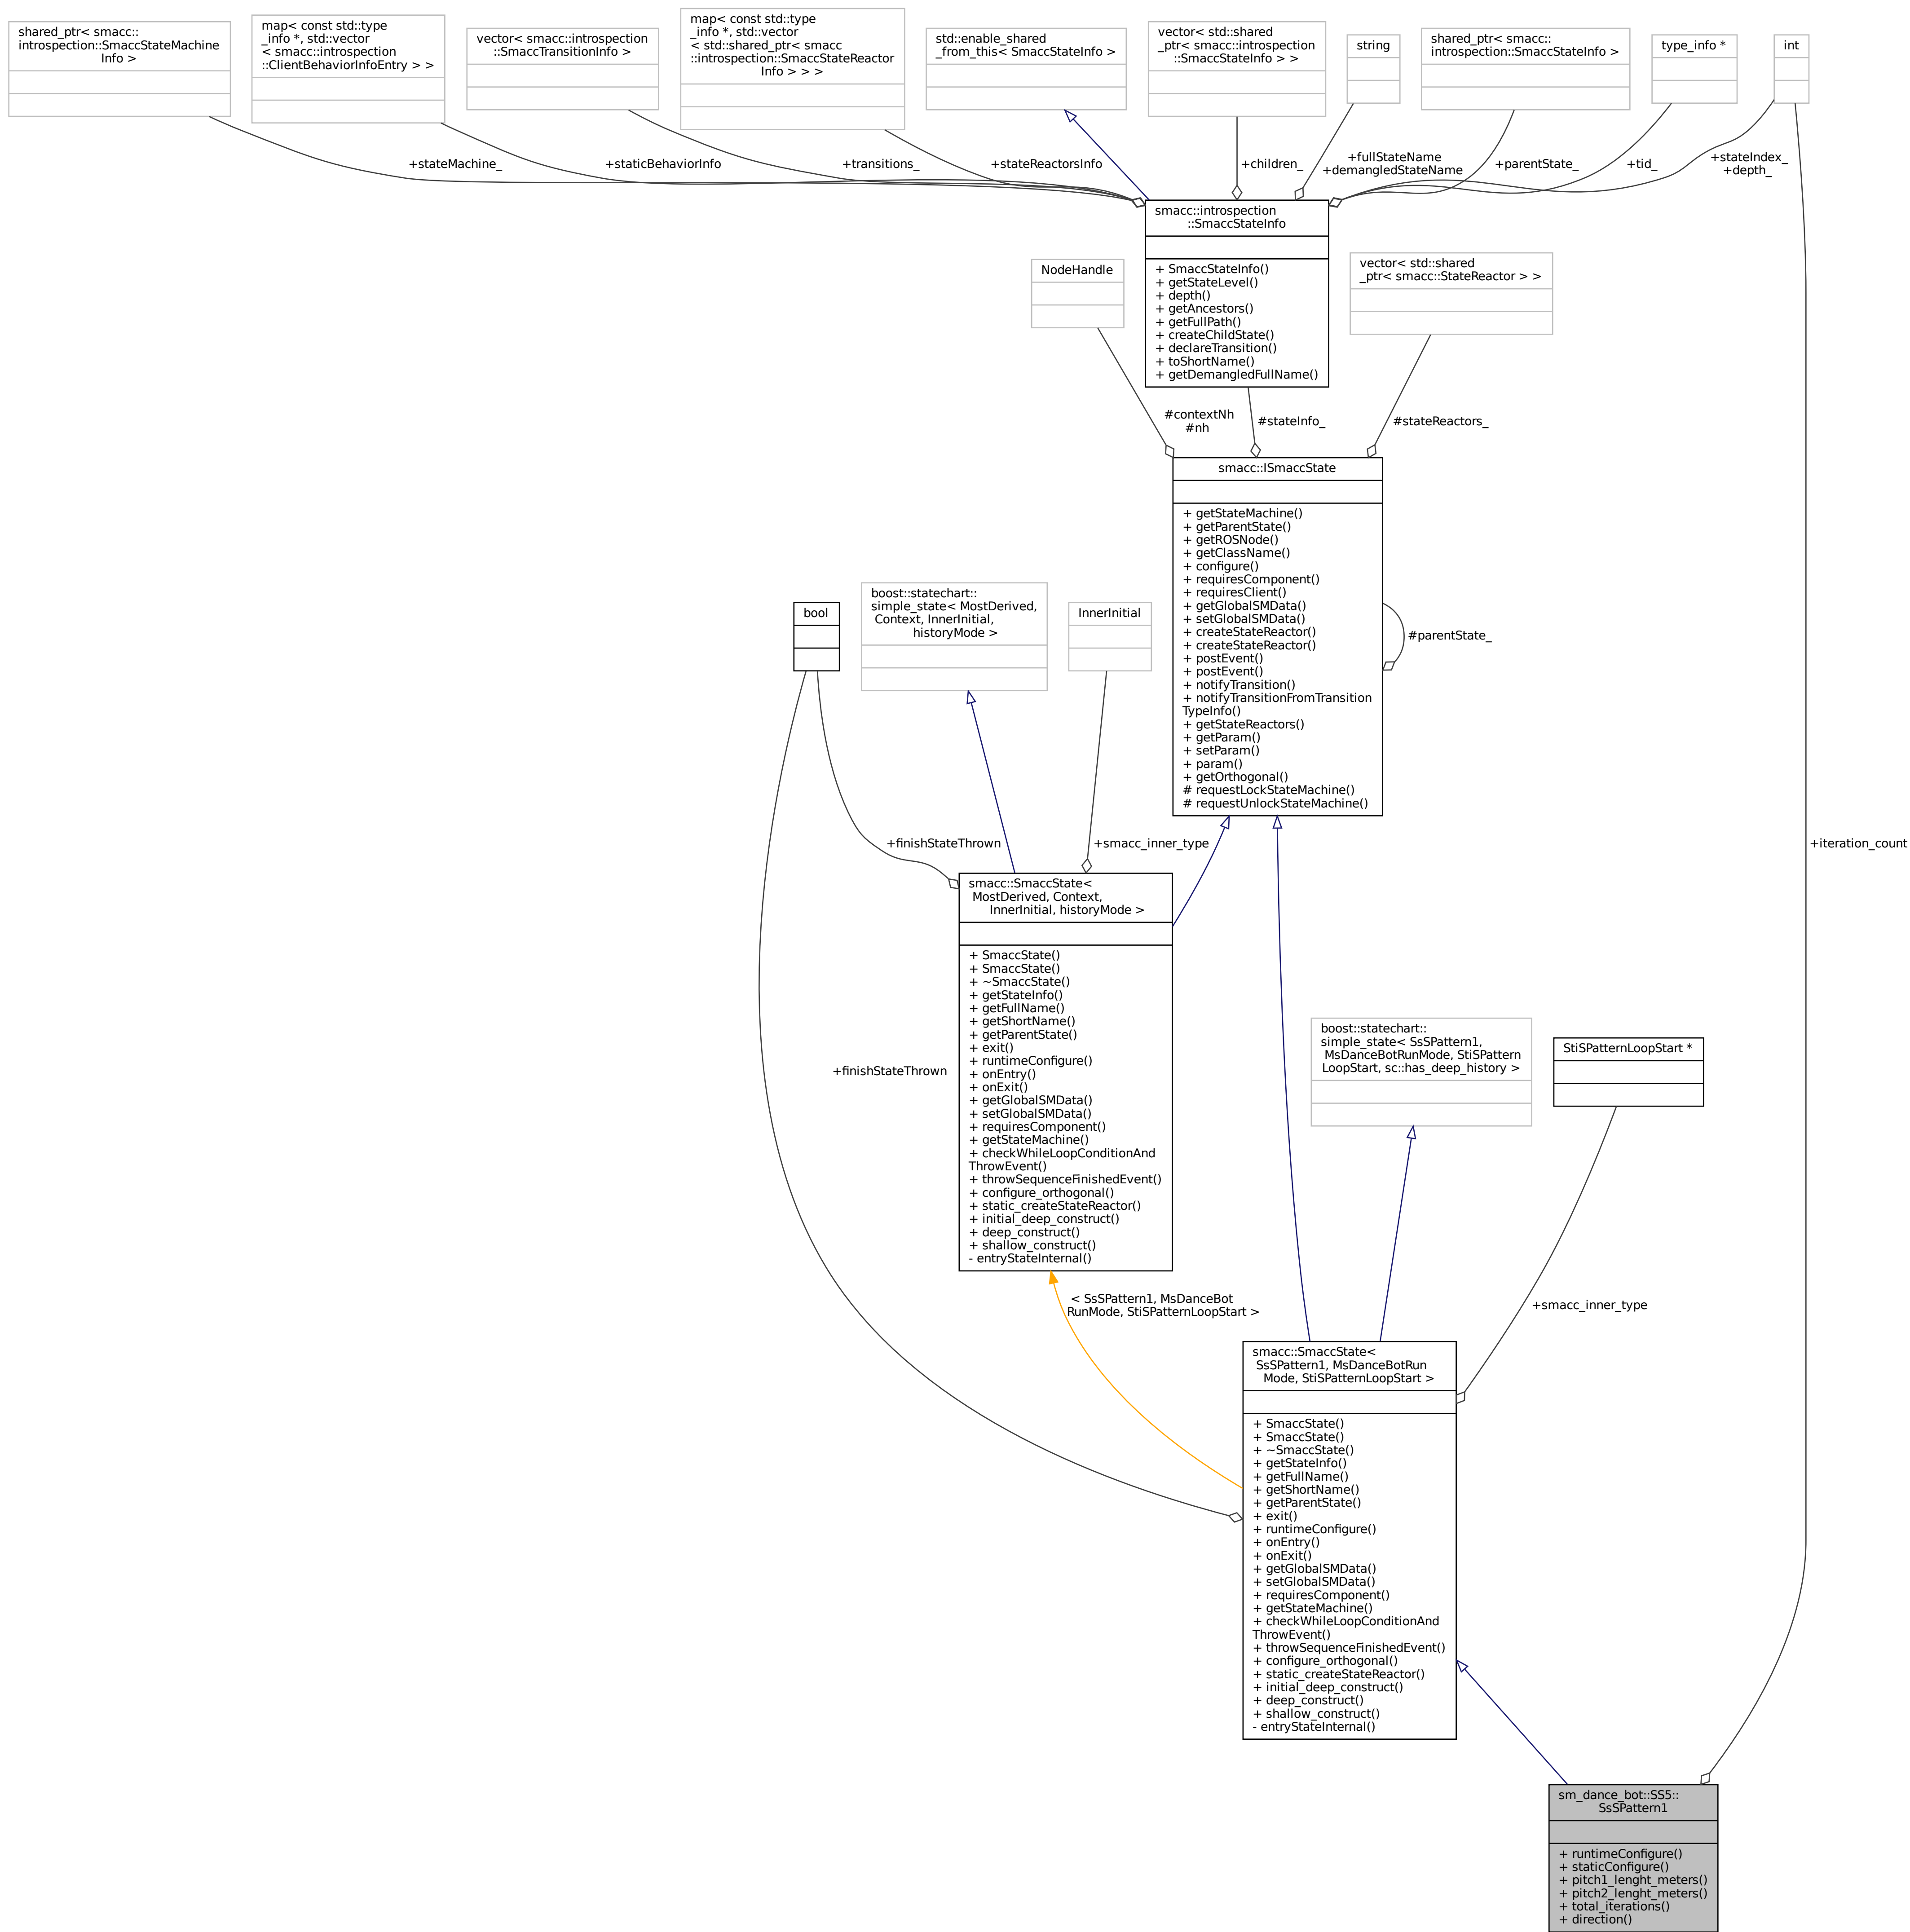 shared_ptr< smacc::
introspection::SmaccStateMachine
Info >
map< const std::type
_info *, std::vector
< smacc::introspection
::ClientBehaviorInfoEntry > >
vector< smacc::introspection
::SmaccTransitionInfo >
map< const std::type
_info *, std::vector
< std::shared_ptr< smacc
::introspection::SmaccStateReactor
Info > > >
std::enable_shared
_from_this< SmaccStateInfo >
vector< std::shared
_ptr< smacc::introspection
::SmaccStateInfo > >
string
shared_ptr< smacc::
introspection::SmaccStateInfo >
type_info *
int
+stateMachine_
+staticBehaviorInfo
+transitions_
+stateReactorsInfo
+children_
+fullStateName
+demangledStateName
+parentState_
+tid_
+stateIndex_
+depth_
smacc::introspection
::SmaccStateInfo
+ SmaccStateInfo()
+ getStateLevel()
+ depth()
+ getAncestors()
+ getFullPath()
+ createChildState()
+ declareTransition()
+ toShortName()
+ getDemangledFullName()
NodeHandle
vector< std::shared
_ptr< smacc::StateReactor > >
#contextNh
#nh
#stateInfo_
#stateReactors_
smacc::ISmaccState
+ getStateMachine()
+ getParentState()
+ getROSNode()
+ getClassName()
+ configure()
+ requiresComponent()
+ requiresClient()
+ getGlobalSMData()
+ setGlobalSMData()
+ createStateReactor()
+ createStateReactor()
+ postEvent()
+ postEvent()
+ notifyTransition()
+ notifyTransitionFromTransition
TypeInfo()
+ getStateReactors()
+ getParam()
+ setParam()
+ param()
+ getOrthogonal()
# requestLockStateMachine()
# requestUnlockStateMachine()
#parentState_
bool
boost::statechart::
simple_state< MostDerived,
Context, InnerInitial,
historyMode >
InnerInitial
+finishStateThrown
+smacc_inner_type
+iteration_count
smacc::SmaccState<
MostDerived, Context,
InnerInitial, historyMode >
+ SmaccState()
+ SmaccState()
+ ~SmaccState()
+ getStateInfo()
+ getFullName()
+ getShortName()
+ getParentState()
+ exit()
+ runtimeConfigure()
+ onEntry()
+ onExit()
+ getGlobalSMData()
+ setGlobalSMData()
+ requiresComponent()
+ getStateMachine()
+ checkWhileLoopConditionAnd
ThrowEvent()
+ throwSequenceFinishedEvent()
+ configure_orthogonal()
+ static_createStateReactor()
+ initial_deep_construct()
+ deep_construct()
+ shallow_construct()
- entryStateInternal()
+finishStateThrown
boost::statechart::
simple_state< SsSPattern1,
MsDanceBotRunMode, StiSPattern
LoopStart, sc::has_deep_history >
StiSPatternLoopStart *
< SsSPattern1, MsDanceBot
RunMode, StiSPatternLoopStart >
+smacc_inner_type
smacc::SmaccState<
SsSPattern1, MsDanceBotRun
Mode, StiSPatternLoopStart >
+ SmaccState()
+ SmaccState()
+ ~SmaccState()
+ getStateInfo()
+ getFullName()
+ getShortName()
+ getParentState()
+ exit()
+ runtimeConfigure()
+ onEntry()
+ onExit()
+ getGlobalSMData()
+ setGlobalSMData()
+ requiresComponent()
+ getStateMachine()
+ checkWhileLoopConditionAnd
ThrowEvent()
+ throwSequenceFinishedEvent()
+ configure_orthogonal()
+ static_createStateReactor()
+ initial_deep_construct()
+ deep_construct()
+ shallow_construct()
- entryStateInternal()
sm_dance_bot::SS5::
SsSPattern1
+ runtimeConfigure()
+ staticConfigure()
+ pitch1_lenght_meters()
+ pitch2_lenght_meters()
+ total_iterations()
+ direction()